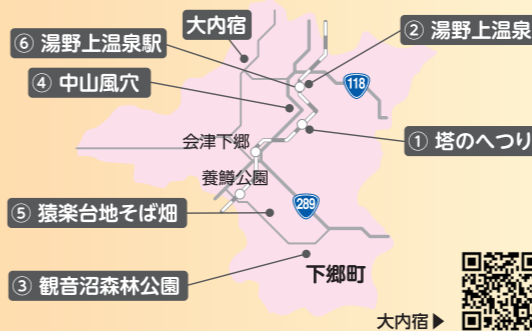 大内宿
⑥ 湯野上温泉駅
② 湯野上温泉
④ 中山風穴
118
会津下郷
① 塔のへつり
養鱒公園
⑤ 猿楽台地そば畑
289
③ 観音沼森林公園
下郷町
大内宿▶